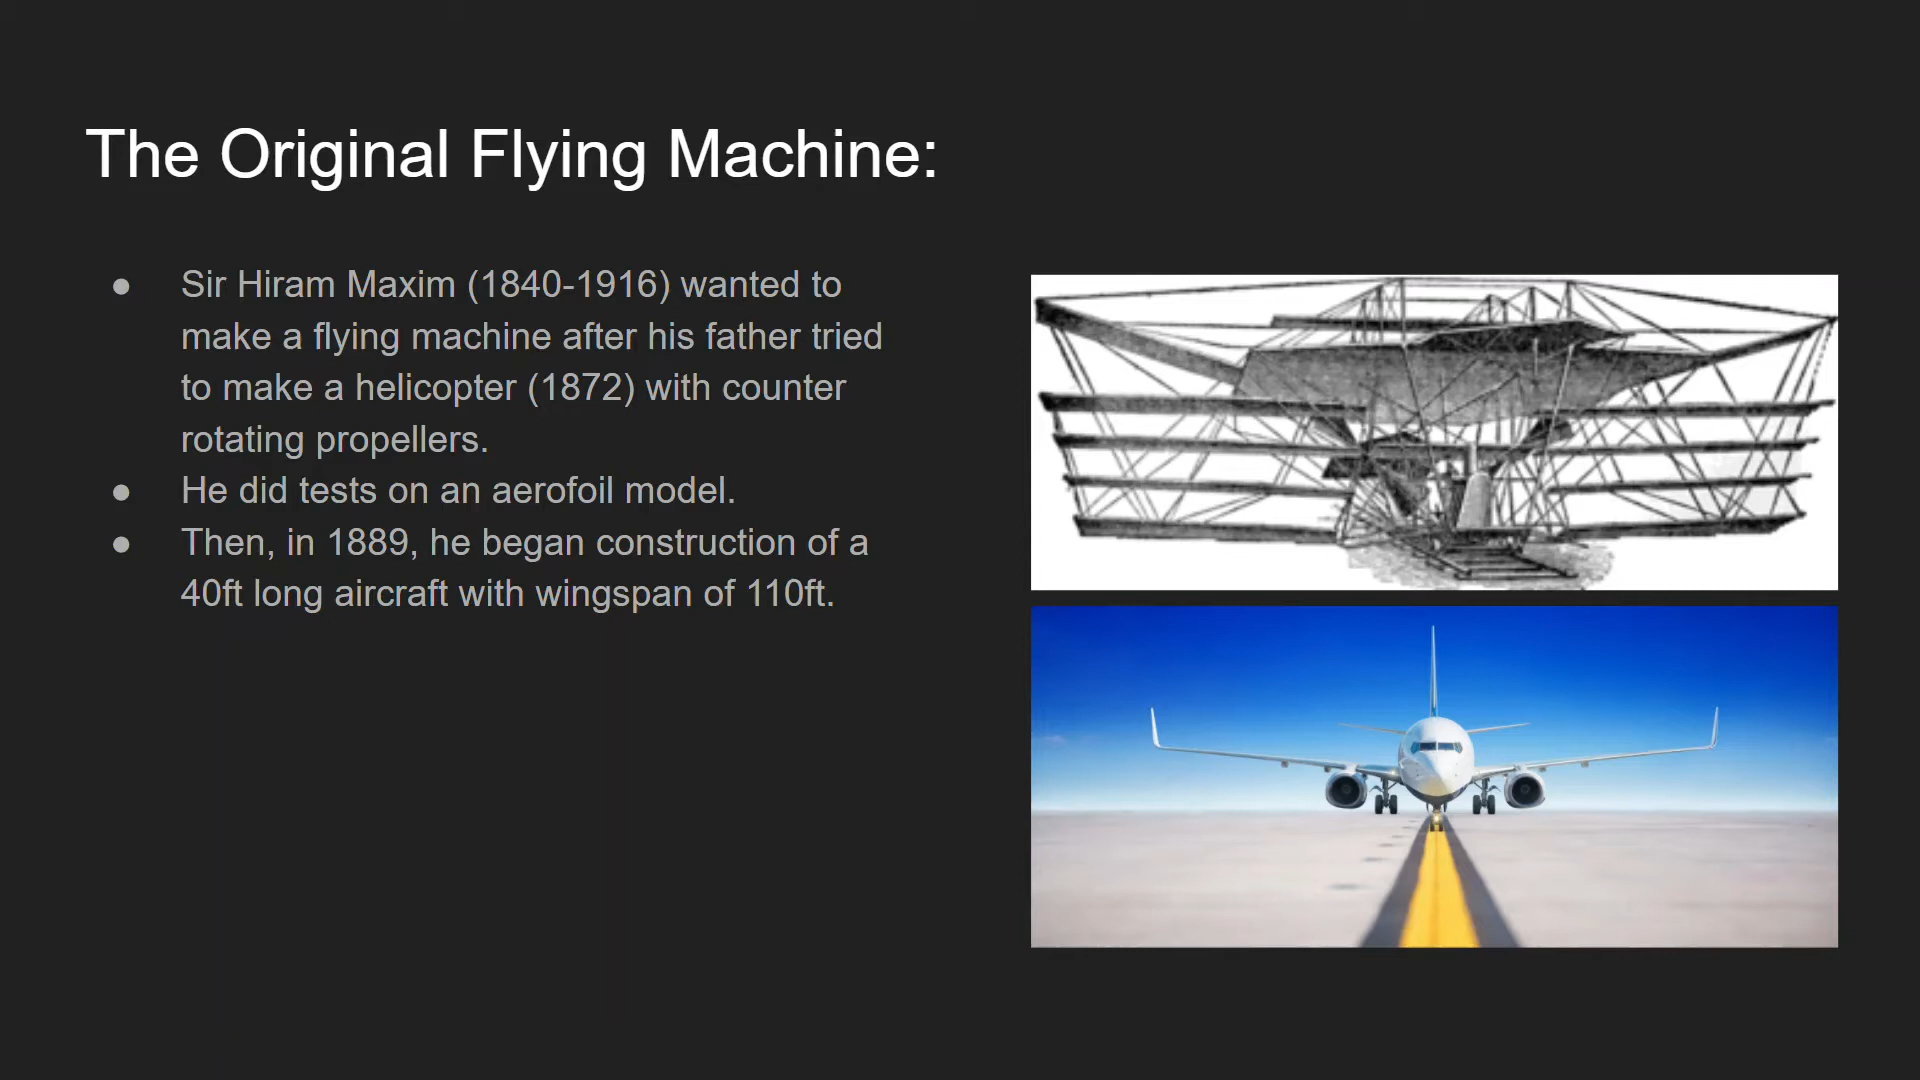 The Original Flying Machine:
● Sir Hiram Maxim (1840-1916) wanted to
make a flying machine after his father tried
to make a helicopter (1872) with counter
rotating propellers.
● He did tests on an aerofoil model.
● Then, in 1889, he began construction of a
40ft long aircraft with wingspan of 110ft.